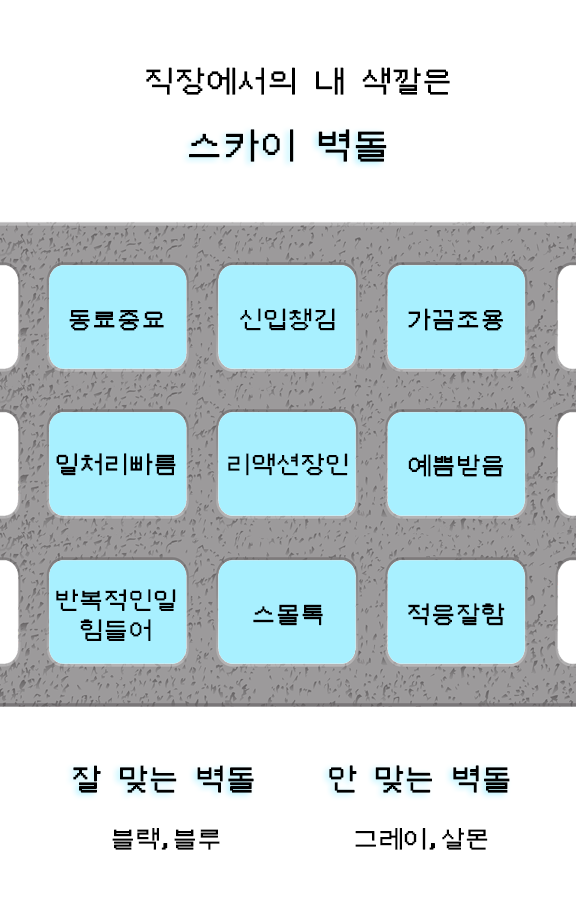 직장에서의 내 색깔은
스카이 벽돌
동료중요
신입챙김
가끔조용
일처리빠름
리액션장인
예쁨받음
반복적인일
힘들어
스몰톡
적응잘함
잘 맞는 벽돌
안 맞는 벽돌
블랙,블루
그레이,살몬